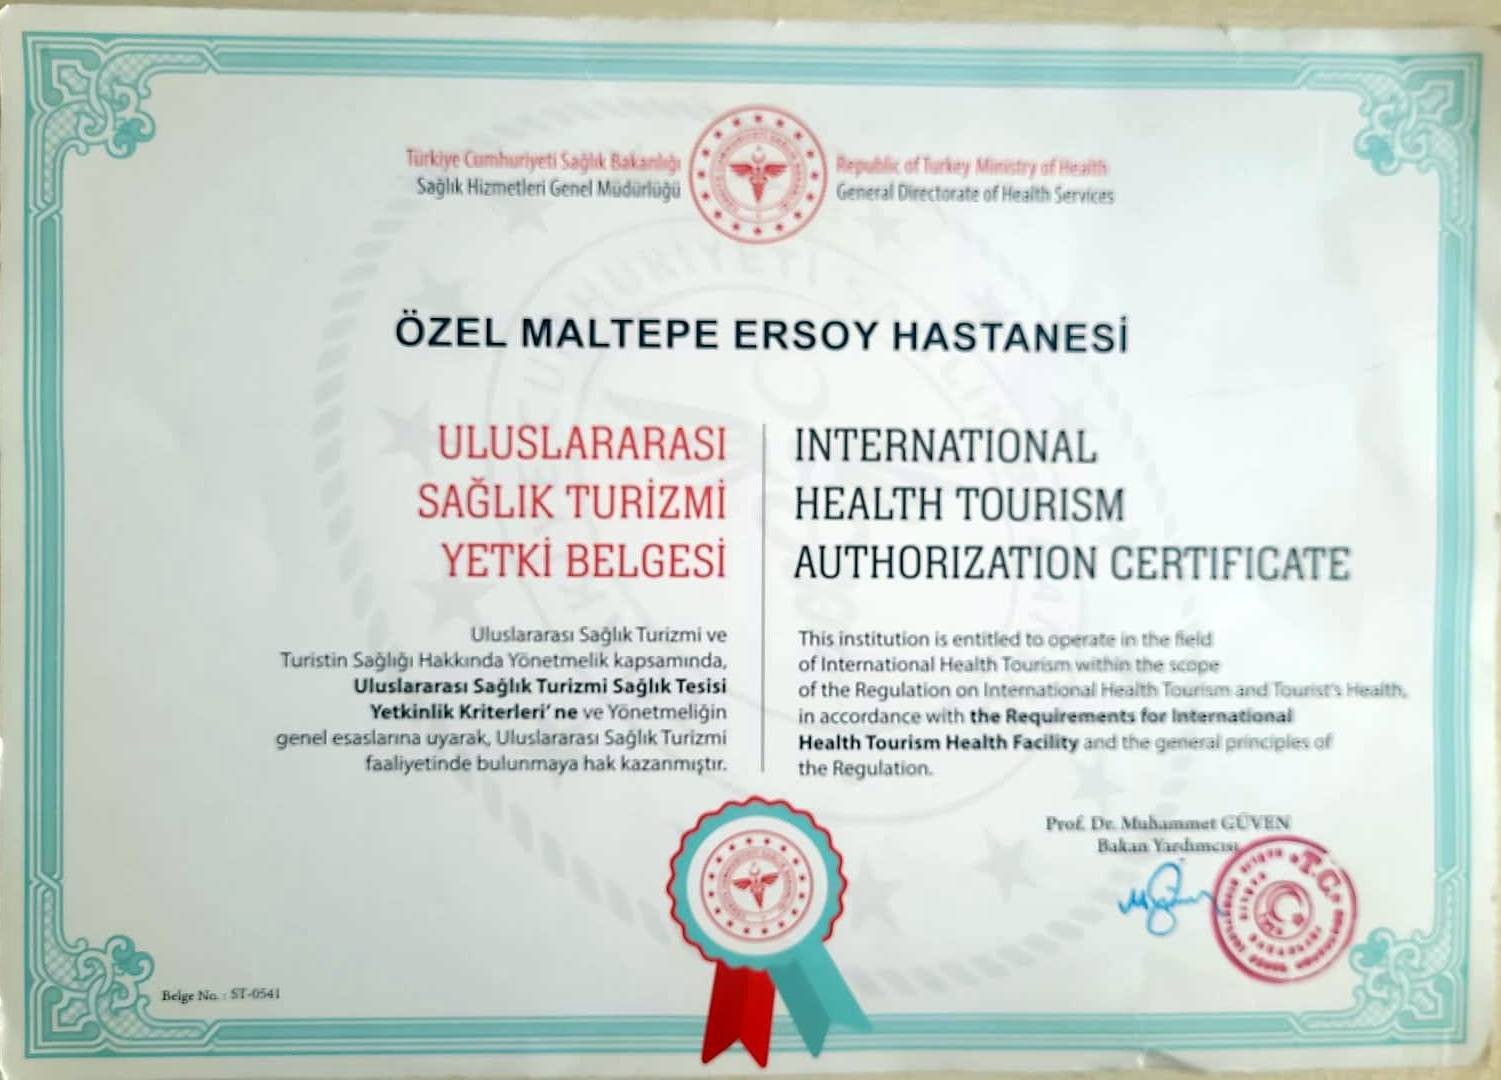 Türkiye Cumhuriyeti Sağlık Bakanlığı
Sağlık Hizmetleri Genel Müdürlüğü
Republic of Turkey Ministry of Health
General Directorate of Health Services
ÖZEL MALTEPE ERSOY HASTANESİ
ULUSLARARASI
SAĞLIK TURİZMİ
YETKİ BELGESİ
Uluslararası Sağlık Turizmi ve
Turistin Sağlığı Hakkında Yönetmelik kapsamında,
Uluslararası Sağlık Turizmi Sağlık Tesisi
Yetkinlik Kriterleri'ne ve Yönetmeliğin
genel esaslarına uyarak, Uluslararası Sağlık Turizmi
faaliyetinde bulunmaya hak kazanmıştır.
INTERNATIONAL
HEALTH TOURISM
AUTHORIZATION CERTIFICATE
This institution is entitled to operate in the field
of International Health Tourism within the scope
of the Regulation on International Health Tourism and Tourist's Health,
in accordance with the Requirements for International
Health Tourism Health Facility and the general principles of
the Regulation.
Prof. Dr. Muhammet GÜVEN
Bakan Yardımcısı
T.C.
Belge No. : ST-0541